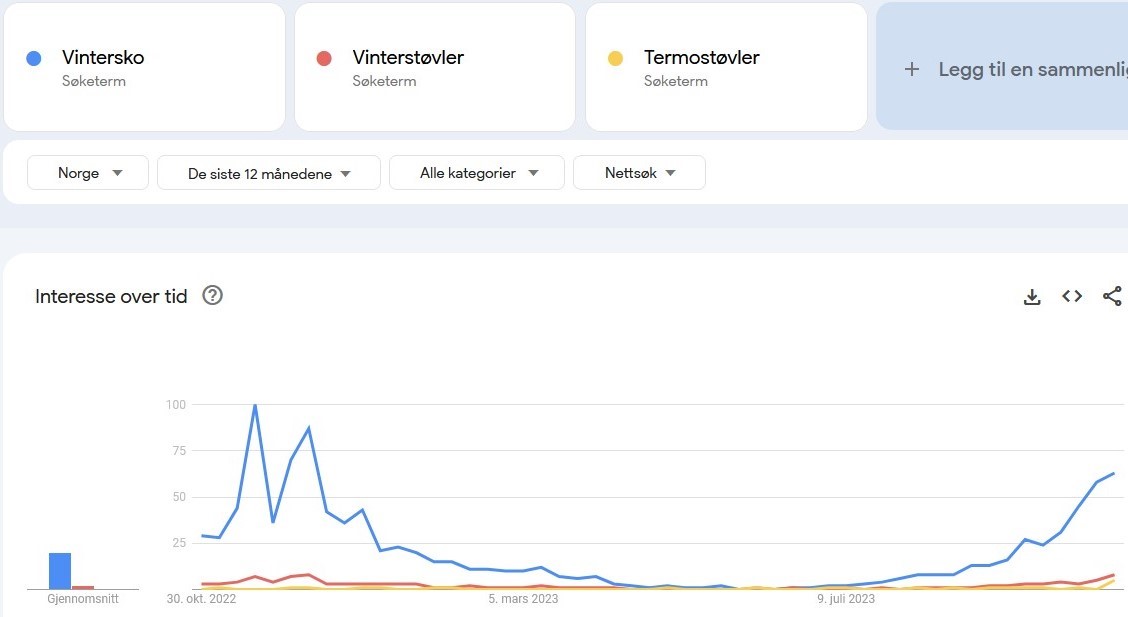 Vintersko
Søketerm
Vinterstøvler
Søketerm
Termostøvler
Søketerm
+ Legg til en sammenlig
Norge
De siste 12 månedene
Alle kategorier
Nettsøk
Interesse over tid
100
75
50
25
Gjennomsnitt
30. okt. 2022
5. mars 2023
9. juli 2023